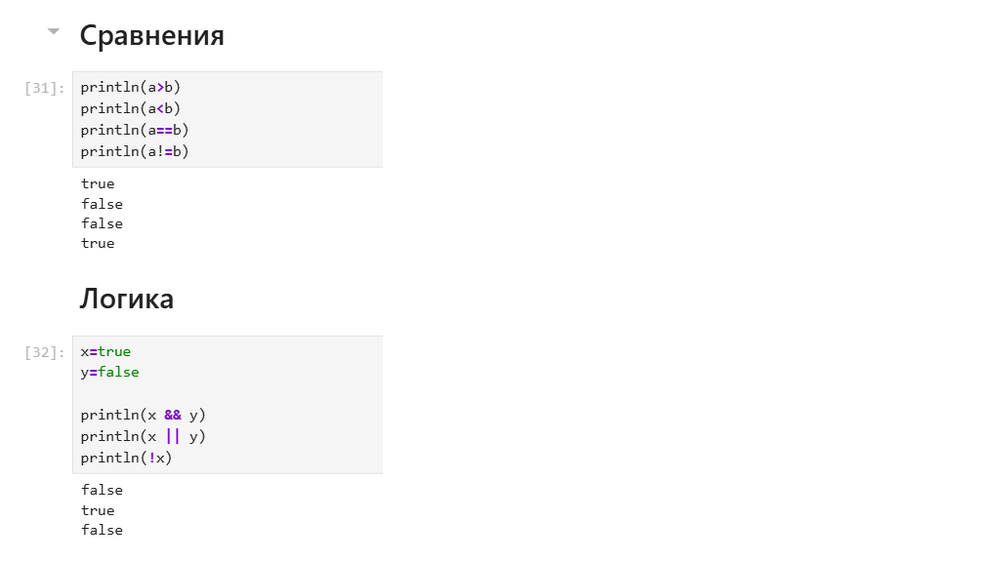 Сравнения
[31]:
println(a>b)
println(a<b)
println(a==b)
println(a!=b)
true
false
false
true
Логика
[32]:
x=true
y=false
println(x && y)
println(x || y)
println(!x)
false
true
false